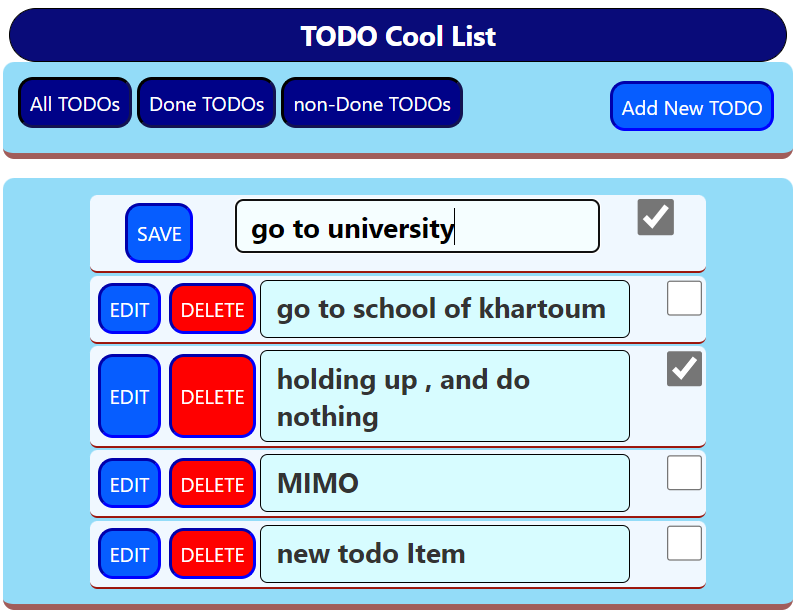 TODO Cool List
All TODOs Done TODOs non-Done TODOs Add New TODO
SAVE go to university
EDIT DELETE go to school of khartoum
EDIT DELETE holding up , and do
nothing
EDIT DELETE MIMO
EDIT DELETE new todo Item